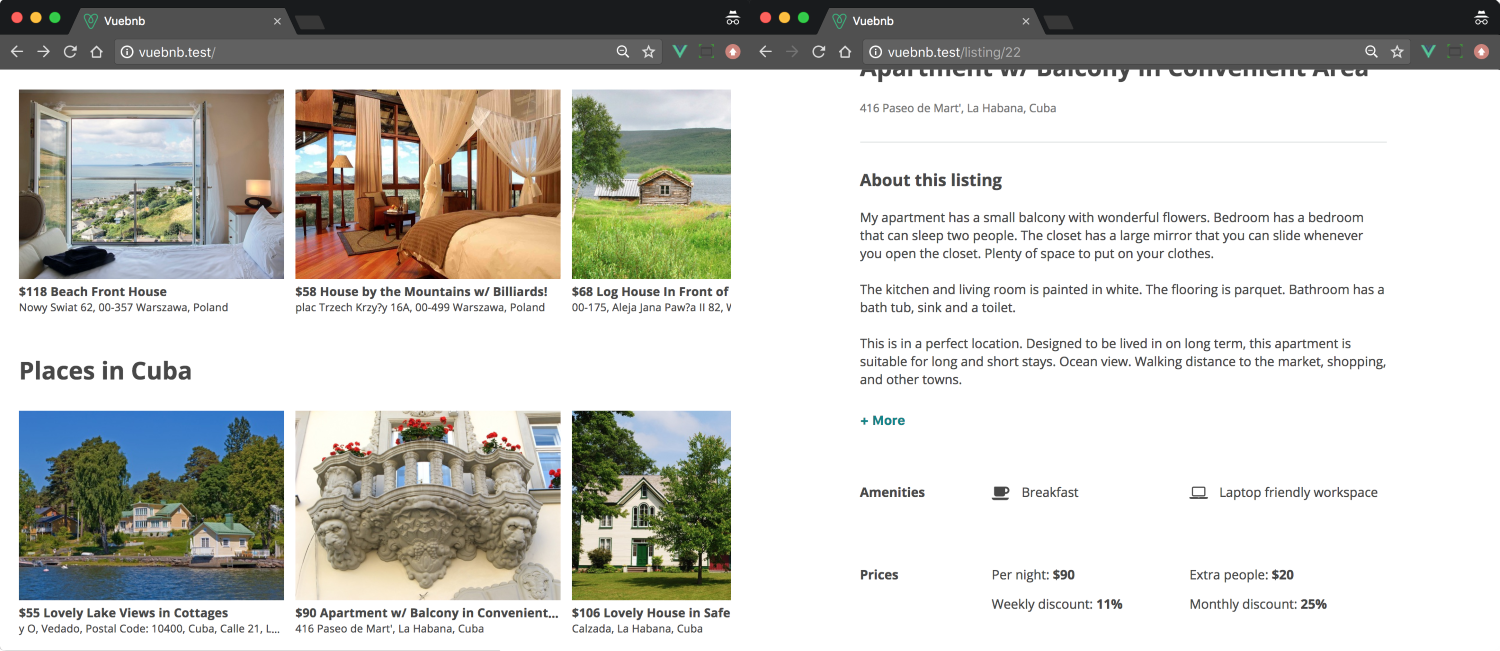 Vuebnb
vuebnb.test/
$118 Beach Front House
Nowy Swiat 62, 00-357 Warszawa, Poland
$58 House by the Mountains w/ Billiards!
plac Trzech Krzy?y 16A, 00-499 Warszawa, Poland
$68 Log House In Front of
00-175, Aleja Jana Paw?a II 82, W
Places in Cuba
$55 Lovely Lake Views in Cottages
y O, Vedado, Postal Code: 10400, Cuba, Calle 21, L...
$90 Apartment w/ Balcony in Convenient...
416 Paseo de Mart', La Habana, Cuba
$106 Lovely House in Safe
Calzada, La Habana, Cuba
Vuebnb
vuebnb.test/listing/22
Apartment w/ Balcony in Convenient Area
416 Paseo de Mart', La Habana, Cuba
About this listing
My apartment has a small balcony with wonderful flowers. Bedroom has a bedroom
that can sleep two people. The closet has a large mirror that you can slide whenever
you open the closet. Plenty of space to put on your clothes.
The kitchen and living room is painted in white. The flooring is parquet. Bathroom has a
bath tub, sink and a toilet.
This is in a perfect location. Designed to be lived in on long term, this apartment is
suitable for long and short stays. Ocean view. Walking distance to the market, shopping,
and other towns.
+ More
Amenities
Breakfast
Laptop friendly workspace
Prices
Per night: $90
Extra people: $20
Weekly discount: 11%
Monthly discount: 25%